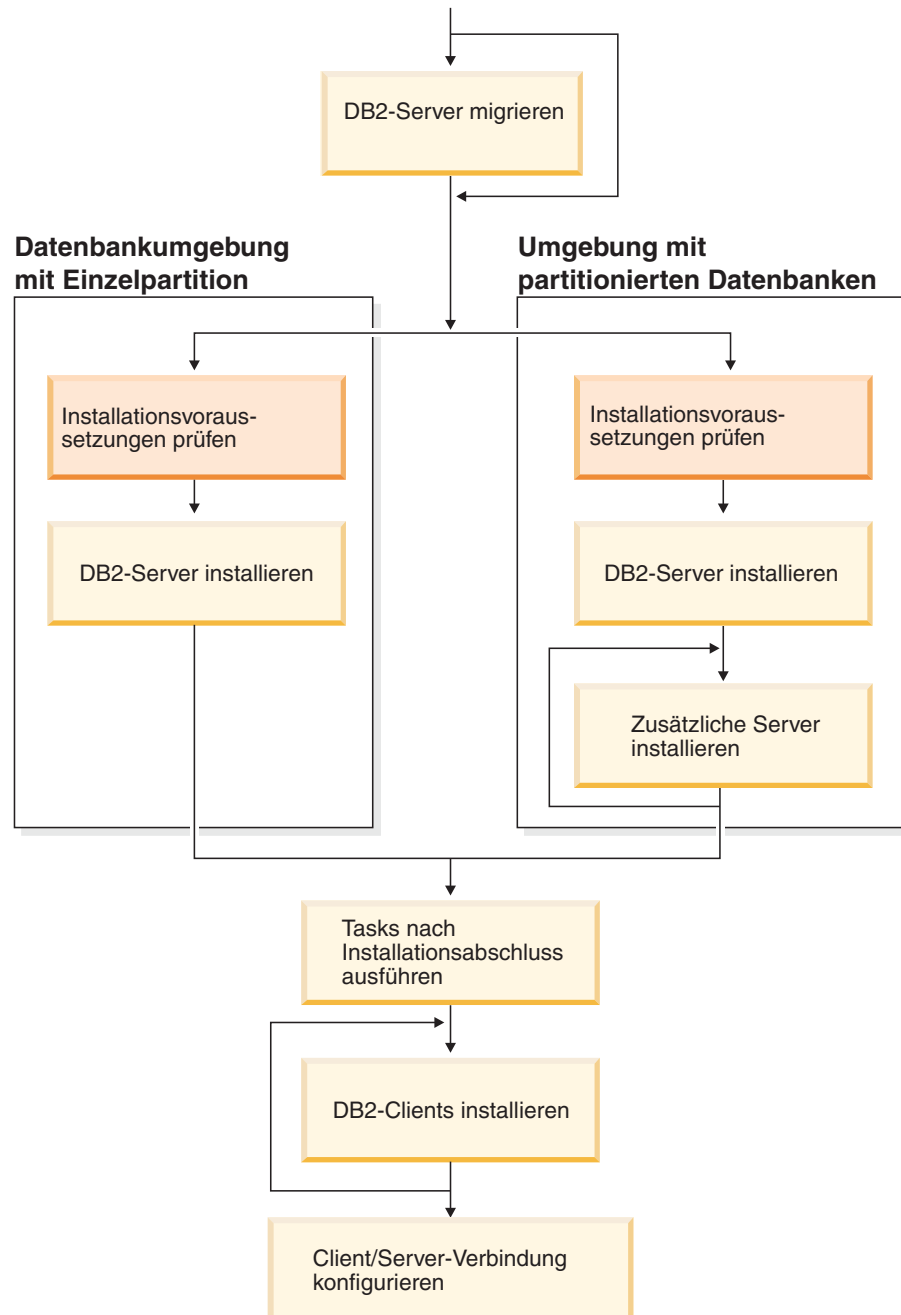 DB2-Server migrieren
Datenbankumgebung
mit Einzelpartition
Umgebung mit
partitionierten Datenbanken
Installationsvoraus-
setzungen prüfen
DB2-Server installieren
Installationsvoraus-
setzungen prüfen
DB2-Server installieren
Zusätzliche Server
installieren
Tasks nach
Installationsabschluss
ausführen
DB2-Clients installieren
Client/Server-Verbindung
konfigurieren